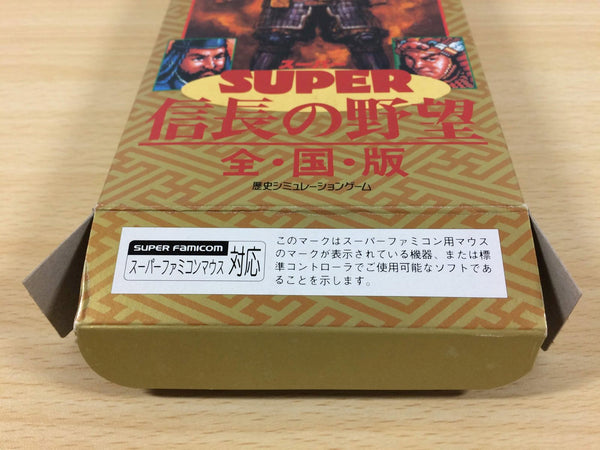 スーパー
SUPER
信長の野望
全・国・版
歴史シミュレーションゲーム
SUPER FAMICOM
スーパーファミコンマウス 対応
このマークはスーパーファミコン用マウス
のマークが表示されている機器、または標
準コントローラでご使用可能なソフトであ
ることを示します。